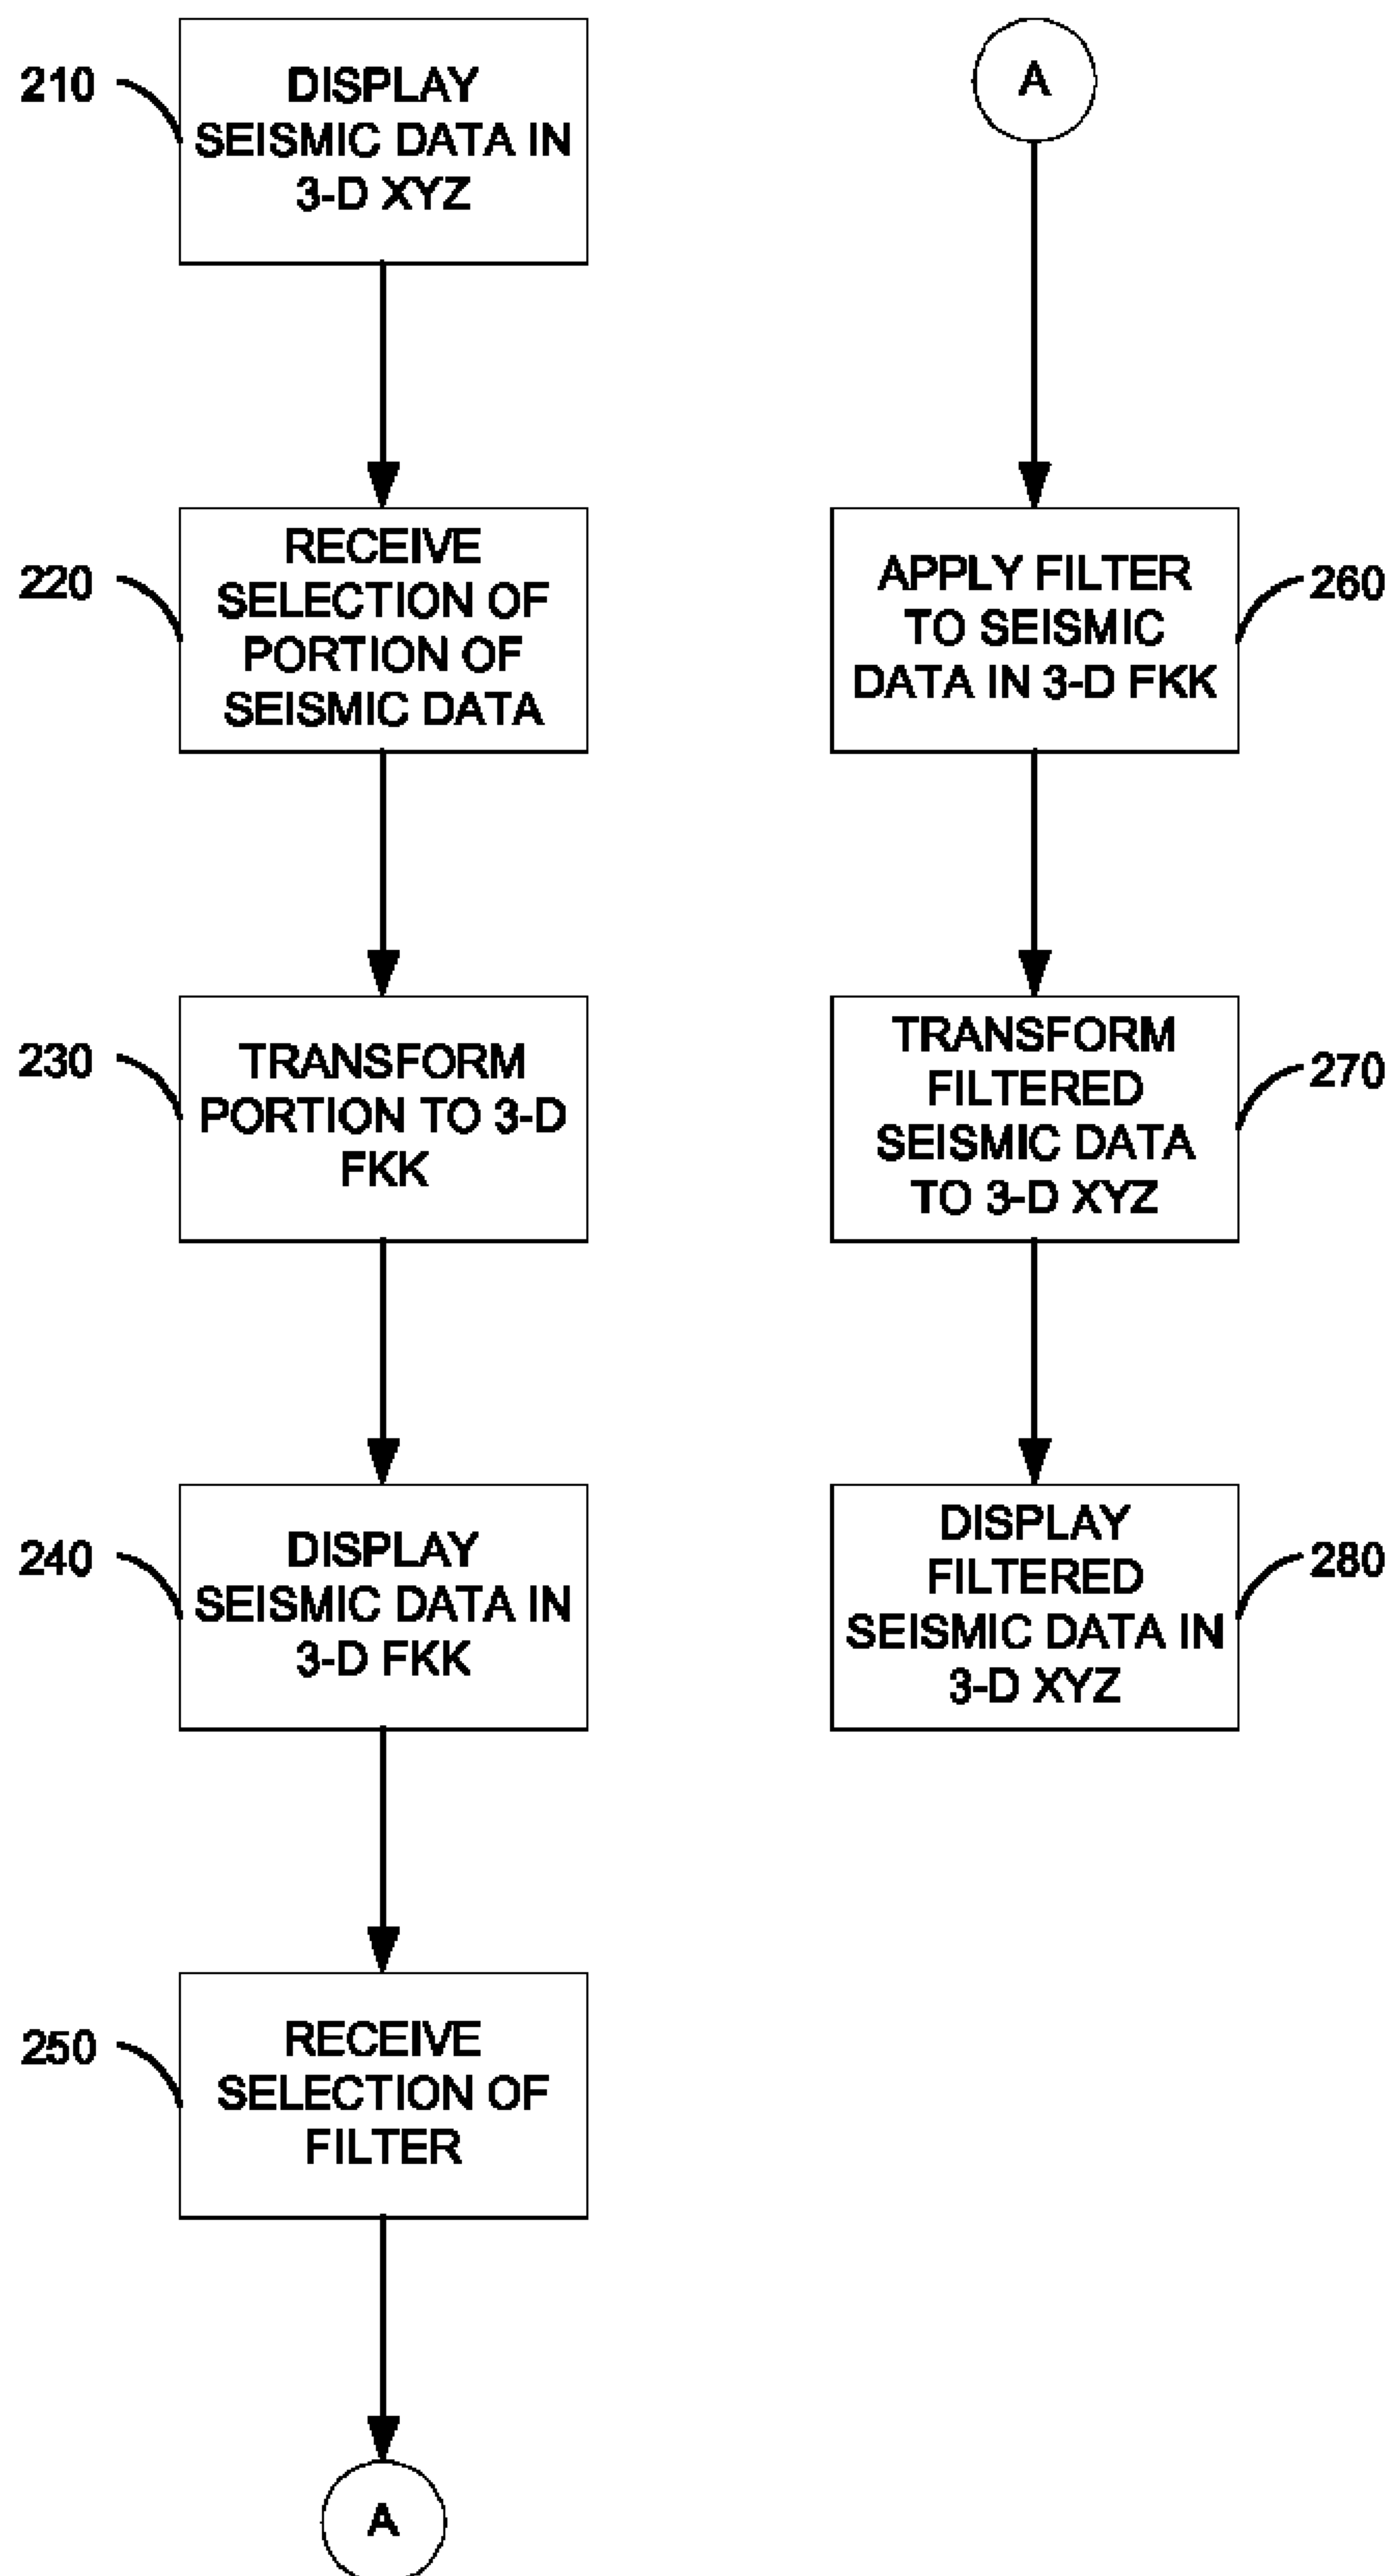 210
DISPLAY
SEISMIC DATA IN
3-D XYZ
220
RECEIVE
SELECTION OF
PORTION OF
SEISMIC DATA
230
TRANSFORM
PORTION TO 3-D
FKK
240
DISPLAY
SEISMIC DATA IN
3-D FKK
250
RECEIVE
SELECTION OF
FILTER
A
A
APPLY FILTER
TO SEISMIC
DATA IN 3-D FKK
260
TRANSFORM
FILTERED
SEISMIC DATA
TO 3-D XYZ
270
DISPLAY
FILTERED
SEISMIC DATA IN
3-D XYZ
280